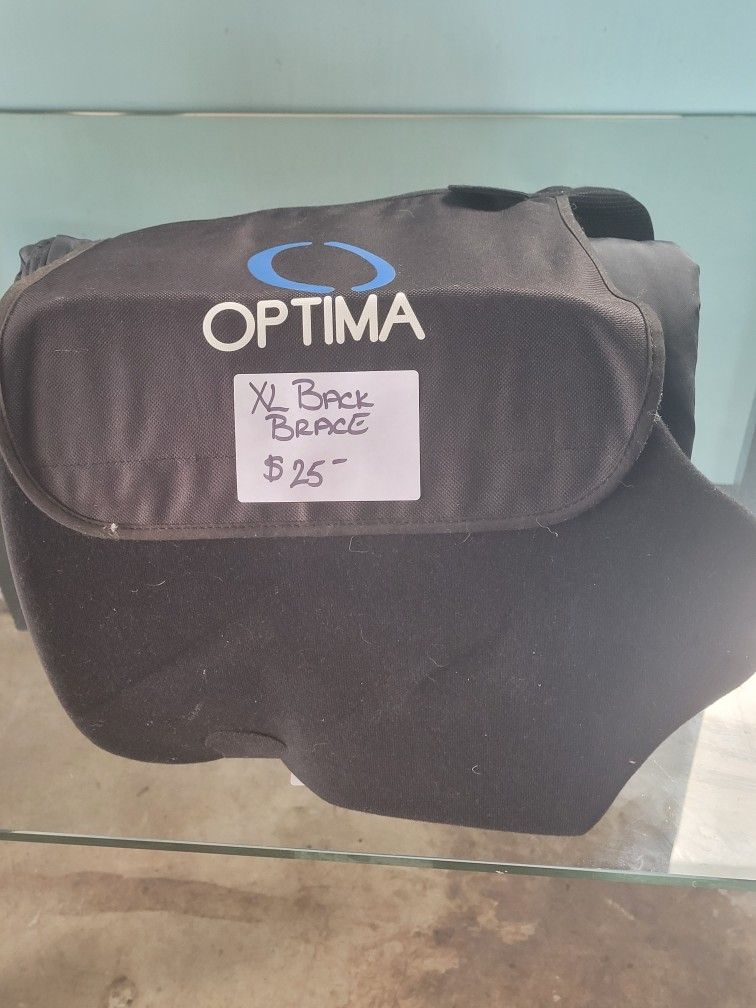 OPTIMA
XL BACK
BRACE
$25-